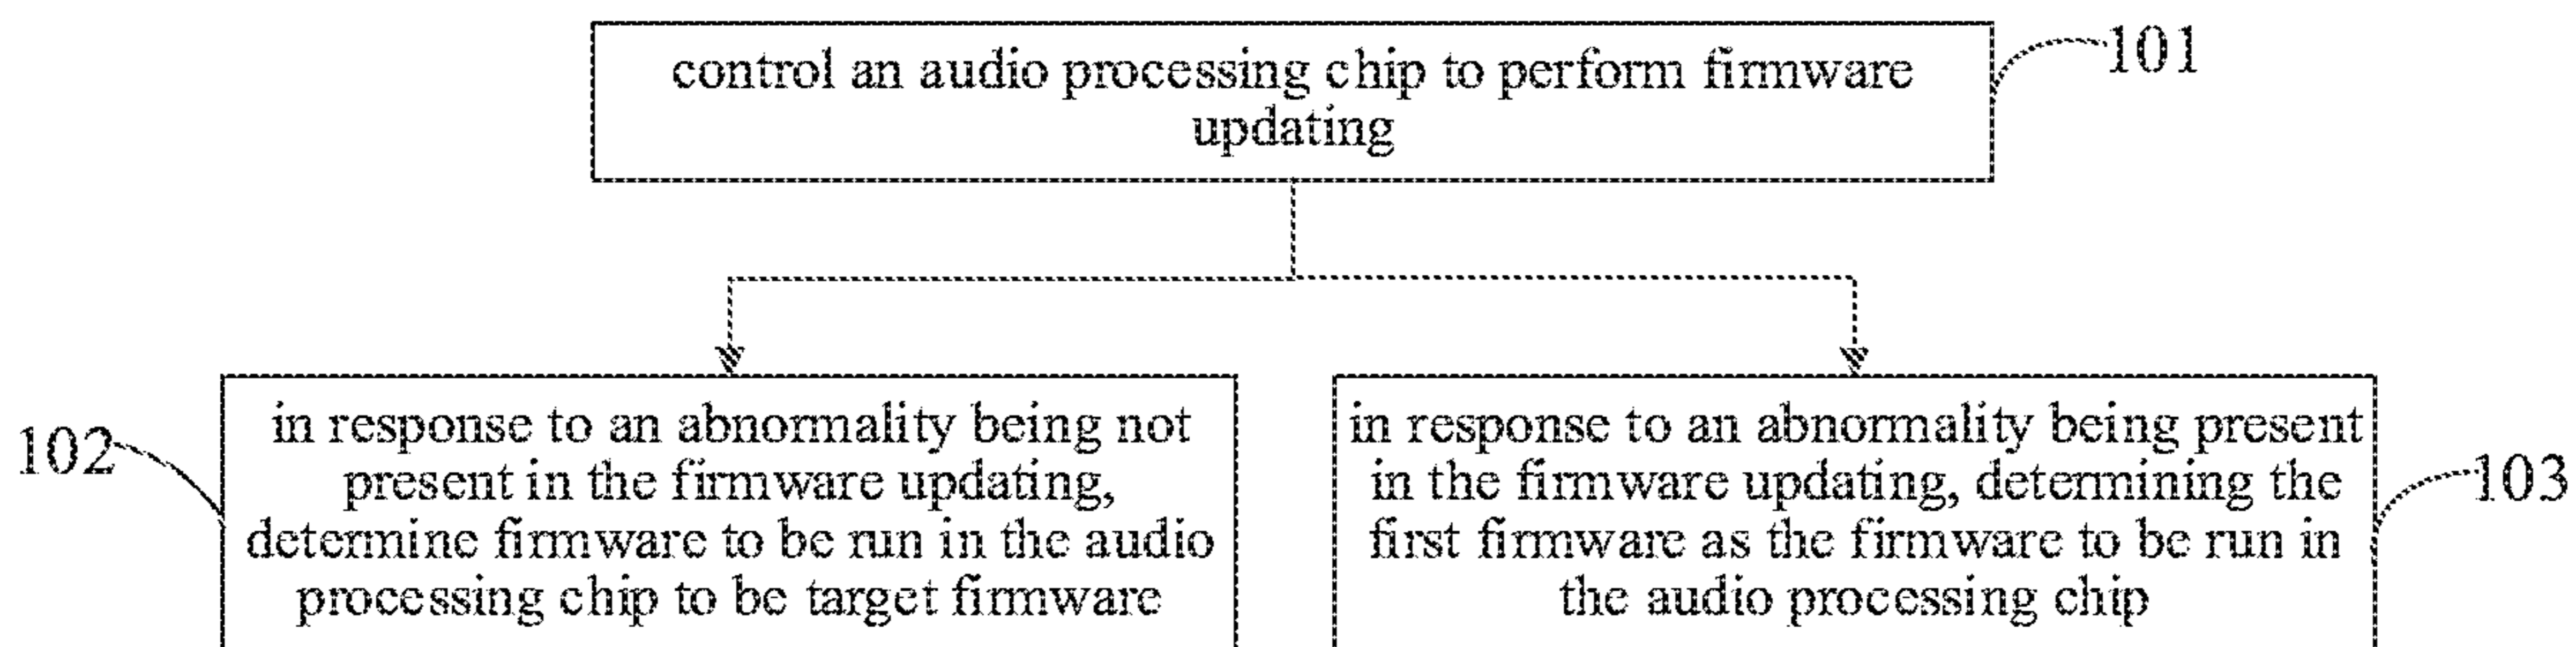 control an audio processing chip to perform firmware
updating
101
102
in response to an abnormality being not
present in the firmware updating,
determine firmware to be run in the audio
processing chip to be target firmware
in response to an abnormality being present
in the firmware updating, determining the
first firmware as the firmware to be run in
the audio processing chip
103